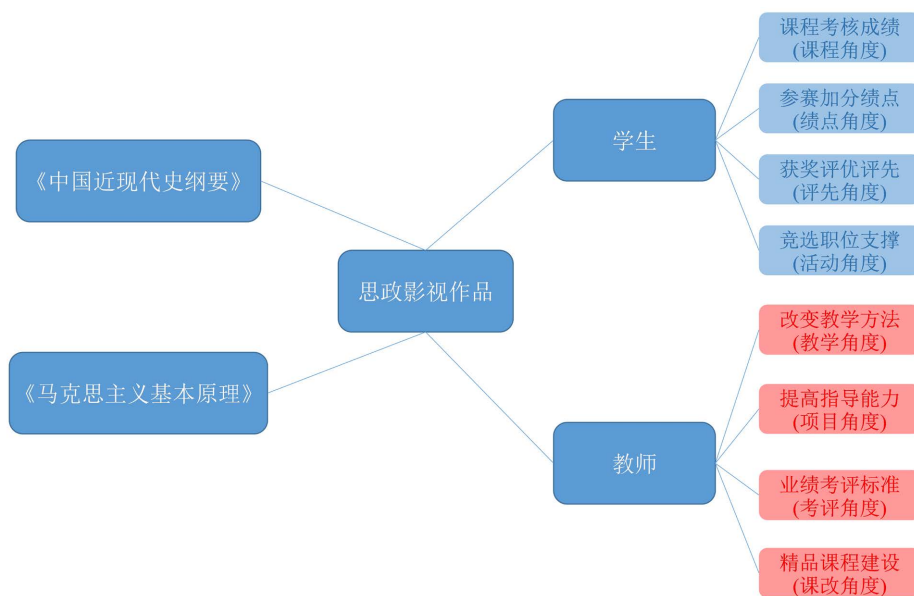 《中国近现代史纲要》
《马克思主义基本原理》
思政影视作品
学生
课程考核成绩
(课程角度)
参赛加分绩点
(绩点角度)
获奖评优评先
(评先角度)
竞选职位支撑
(活动角度)
教师
改变教学方法
(教学角度)
提高指导能力
(项目角度)
业绩考评标准
(考评角度)
精品课程建设
(课改角度)